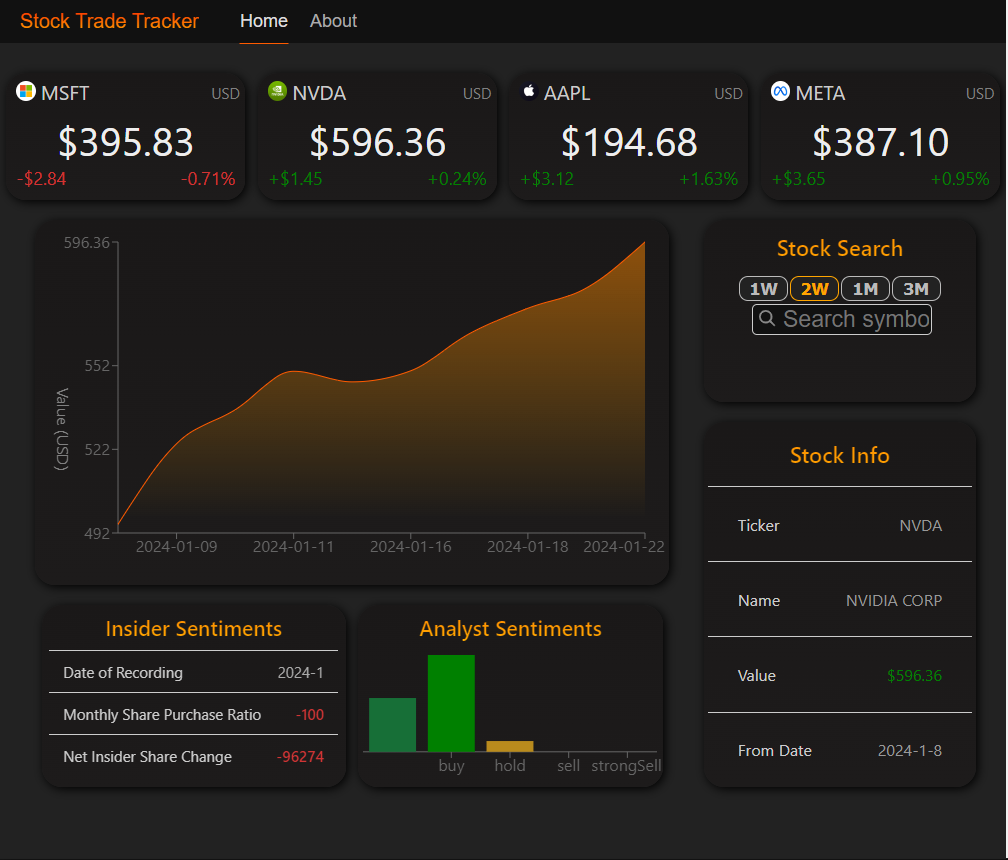 Stock Trade Tracker Home About
MSFT USD
$395.83
-$2.84 -0.71%
NVDA USD
$596.36
+$1.45 +0.24%
AAPL USD
$194.68
+$3.12 +1.63%
META USD
$387.10
+$3.65 +0.95%
596.36
552
522
492
Value (USD)
2024-01-09 2024-01-11 2024-01-16 2024-01-18 2024-01-22
Stock Search
1W 2W 1M 3M
Search symbo
Stock Info
Ticker NVDA
Name NVIDIA CORP
Value $596.36
From Date 2024-1-8
Insider Sentiments
Date of Recording 2024-1
Monthly Share Purchase Ratio -100
Net Insider Share Change -96274
Analyst Sentiments
buy hold sell strongSell